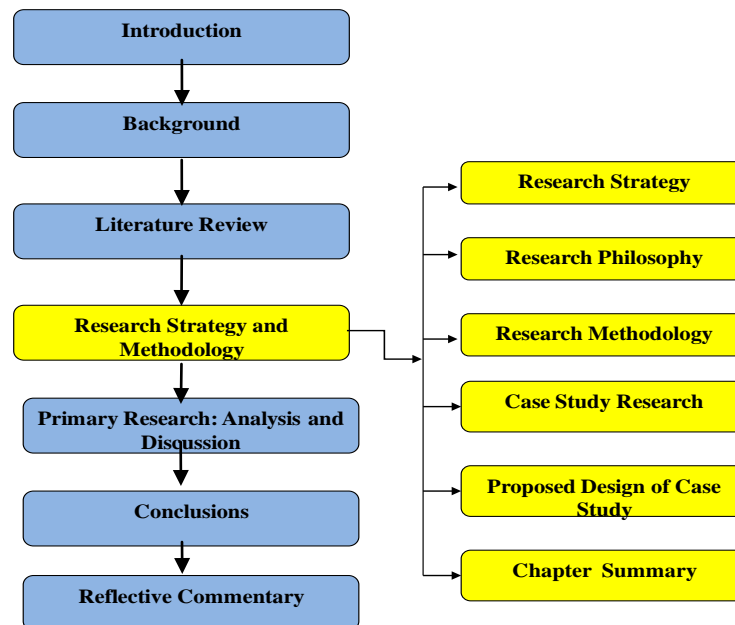 Introduction
Background
Literature Review
Research Strategy and
Methodology
Primary Research: Analysis and
Discussion
Conclusions
Reflective Commentary
Research Strategy
Research Philosophy
Research Methodology
Case Study Research
Proposed Design of Case
Study
Chapter Summary